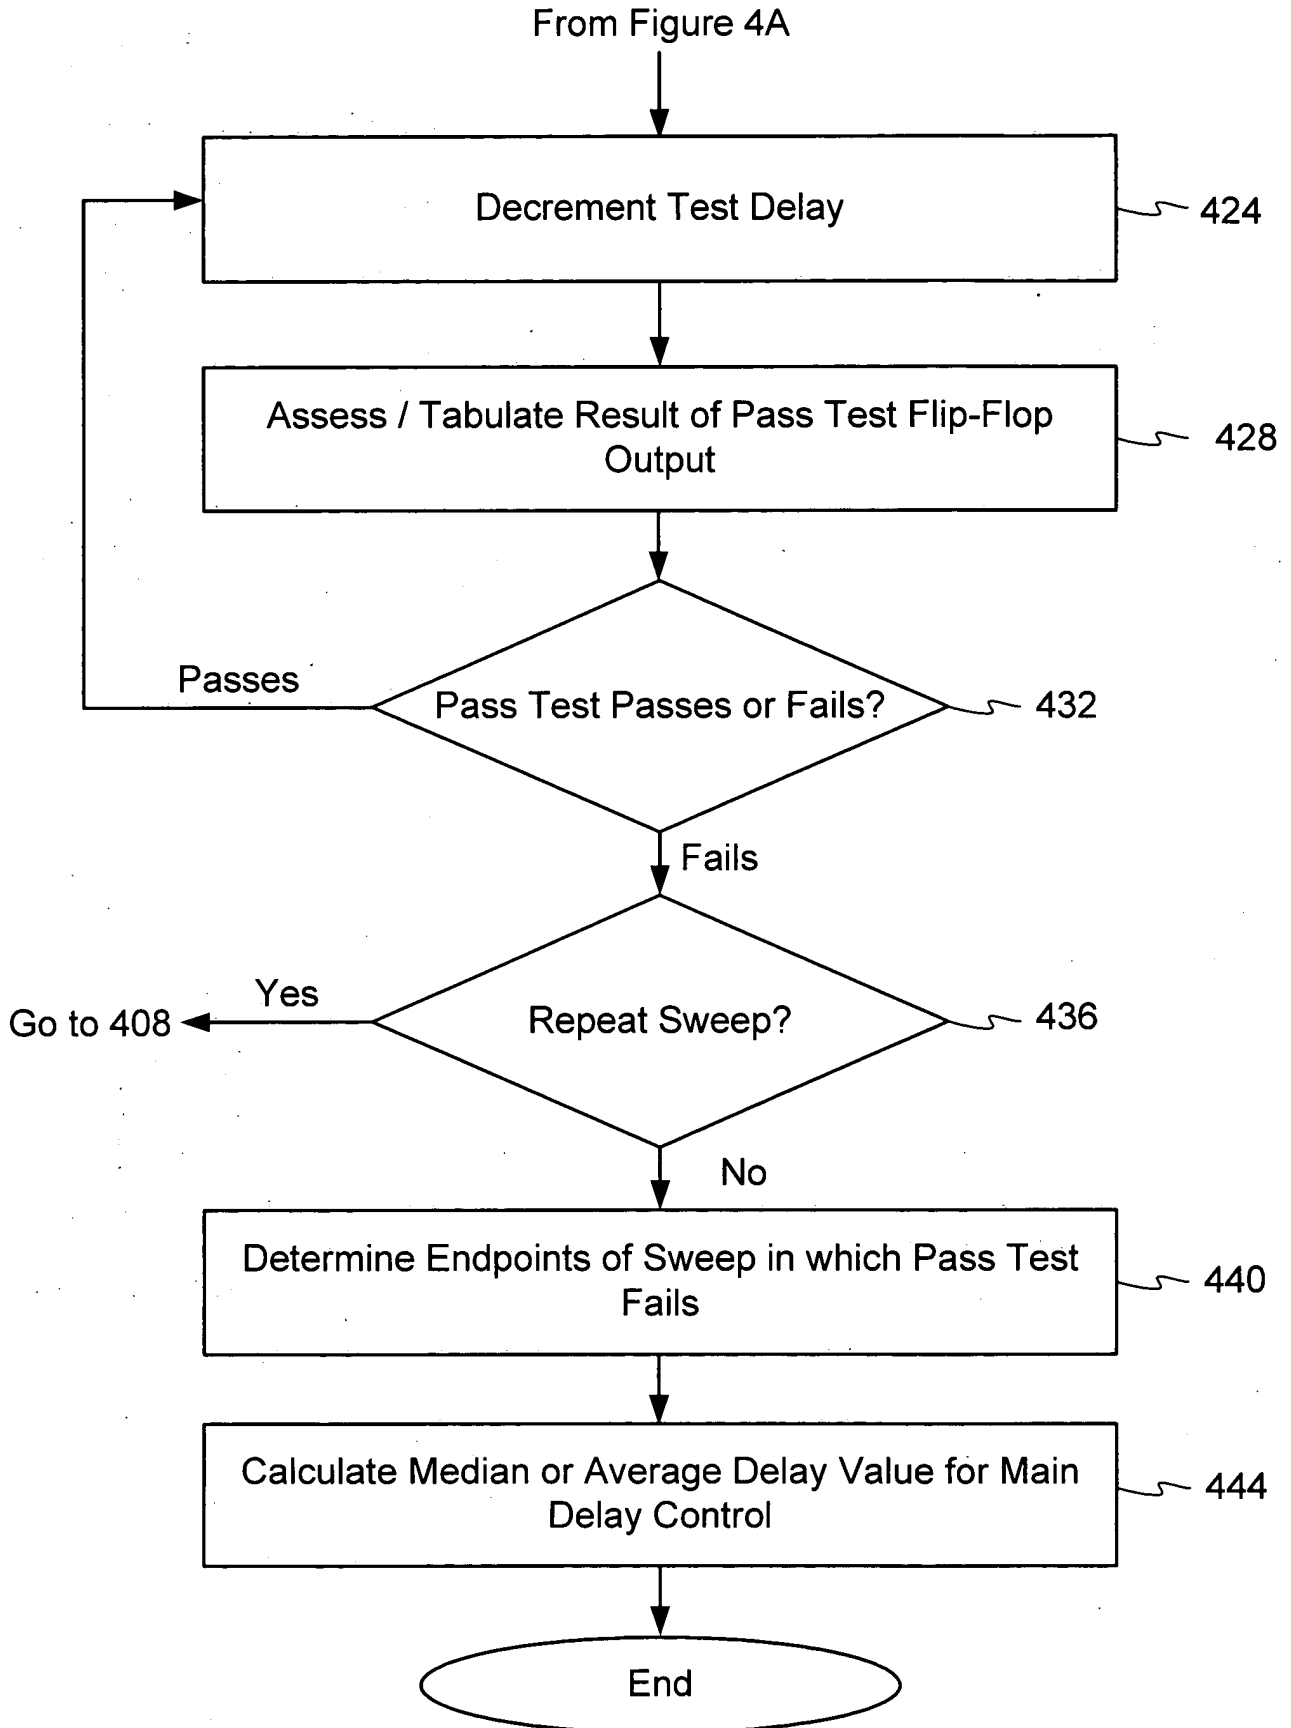 From Figure 4A
Decrement Test Delay
424
Assess / Tabulate Result of Pass Test Flip-Flop
Output
428
Passes
Pass Test Passes or Fails?
432
Fails
Yes
Go to 408
Repeat Sweep?
436
No
Determine Endpoints of Sweep in which Pass Test
Fails
440
Calculate Median or Average Delay Value for Main
Delay Control
444
End